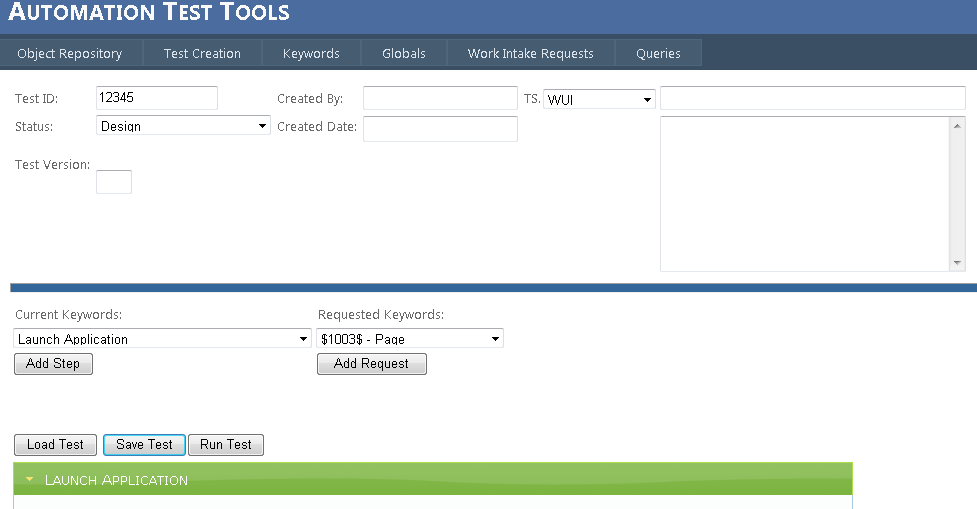 AUTOMATION TEST TOOLS
Object Repository Test Creation Keywords Globals Work Intake Requests Queries
Test ID: 12345 Created By: TS. WUI
Status: Design Created Date:
Test Version:
Current Keywords: Requested Keywords:
Launch Application $1003$ - Page
Add Step Add Request
Load Test Save Test Run Test
LAUNCH APPLICATION